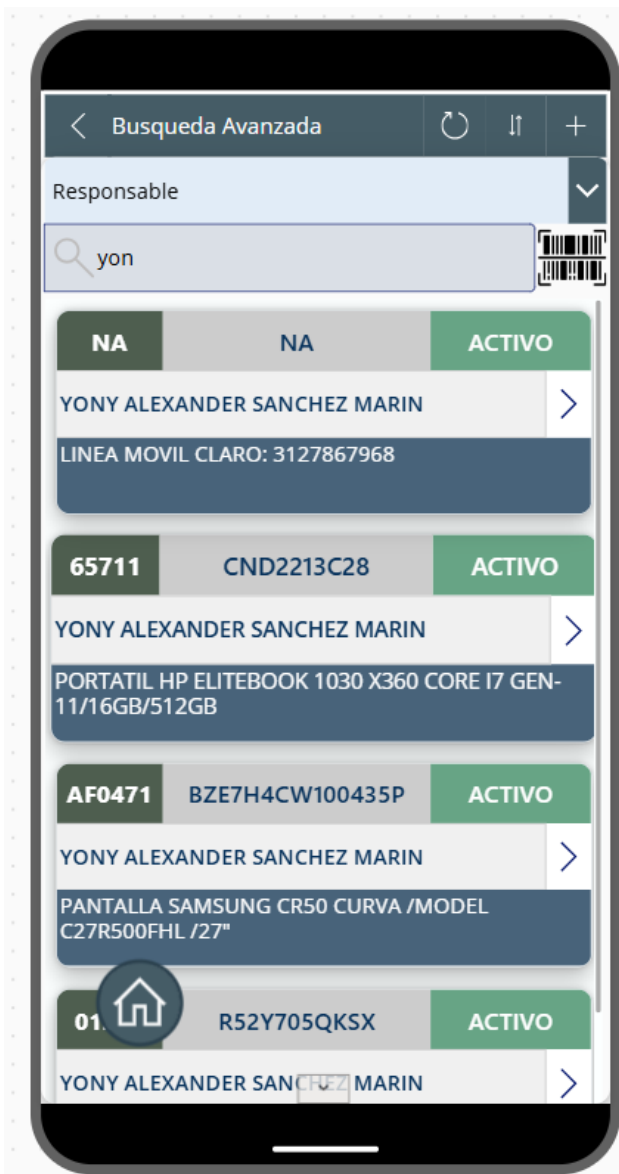 Busqueda Avanzada
Responsable
yon
NA NA ACTIVO
YONY ALEXANDER SANCHEZ MARIN
LINEA MOVIL CLARO: 3127867968
65711 CND2213C28 ACTIVO
YONY ALEXANDER SANCHEZ MARIN
PORTATIL HP ELITEBOOK 1030 X360 CORE I7 GEN-
11/16GB/512GB
AF0471 BZE7H4CW100435P ACTIVO
YONY ALEXANDER SANCHEZ MARIN
PANTALLA SAMSUNG CR50 CURVA /MODEL
C27R500FHL /27"
R52Y705QKSX ACTIVO
YONY ALEXANDER SANCHEZ MARIN